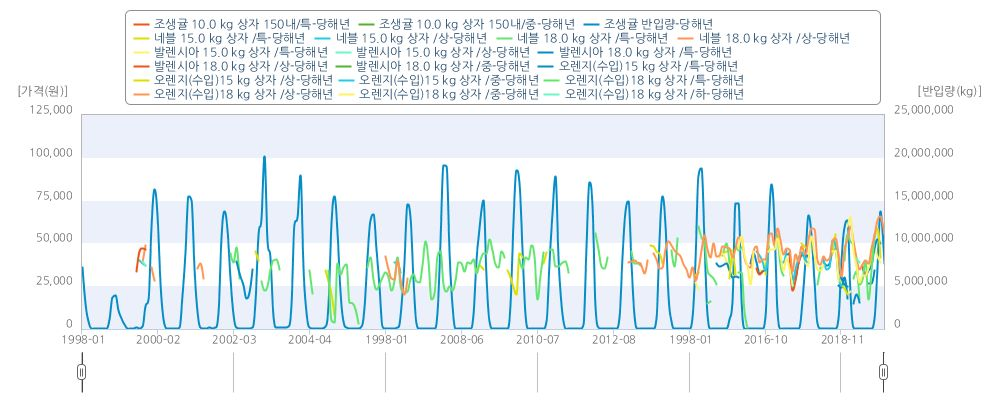 조생귤 10.0 kg 상자 150내/특-당해년 조생귤 10.0 kg 상자 150내/중-당해년 조생귤 반입량-당해년
네블 15.0 kg 상자 /특-당해년 네블 15.0 kg 상자 /상-당해년 네블 18.0 kg 상자 /특-당해년 네블 18.0 kg 상자 /상-당해년
발렌시아 15.0 kg 상자 /특-당해년 발렌시아 15.0 kg 상자 /상-당해년 발렌시아 18.0 kg 상자 /특-당해년
발렌시아 18.0 kg 상자 /상-당해년 발렌시아 18.0 kg 상자 /중-당해년 오렌지(수입)15 kg 상자 /특-당해년
오렌지(수입)15 kg 상자 /상-당해년 오렌지(수입)15 kg 상자 /중-당해년 오렌지(수입)18 kg 상자 /특-당해년
오렌지(수입)18 kg 상자 /상-당해년 오렌지(수입)18 kg 상자 /중-당해년 오렌지(수입)18 kg 상자 /하-당해년
[가격(원)] [반입량(kg)]
125,000 25,000,000
100,000 20,000,000
75,000 15,000,000
50,000 10,000,000
25,000 5,000,000
0 0
1998-01 2000-02 2002-03 2004-04 1998-01 2008-06 2010-07 2012-08 1998-01 2016-10 2018-11